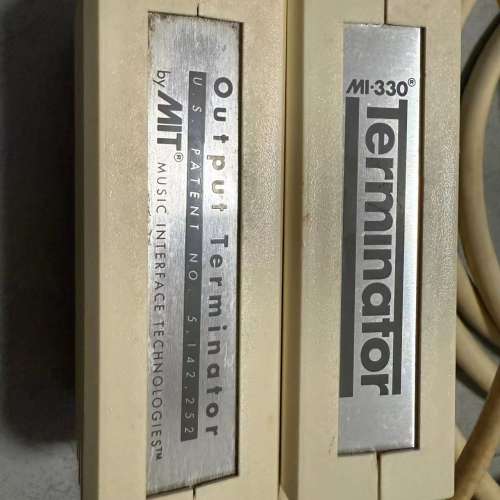 Output Terminator
U.S. PATENT NO. 5,142,252
by MIT® MUSIC INTERFACE TECHNOLOGIES™
MI-330®
Terminator